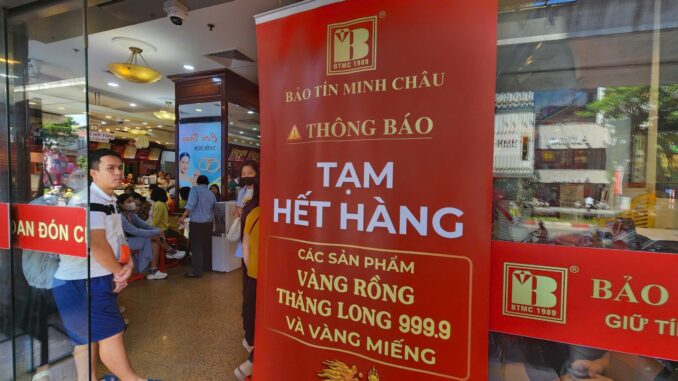 BTMC 1989
BẢO TÍN MINH CHÂU
THÔNG BÁO
TẠM
HẾT HÀNG
CÁC SẢN PHẨM
VÀNG RỒNG
THĂNG LONG 999.9
VÀ VÀNG MIẾNG
OAN ĐÓN C
BTMC 1989
BẢO
GIỮ TÍ